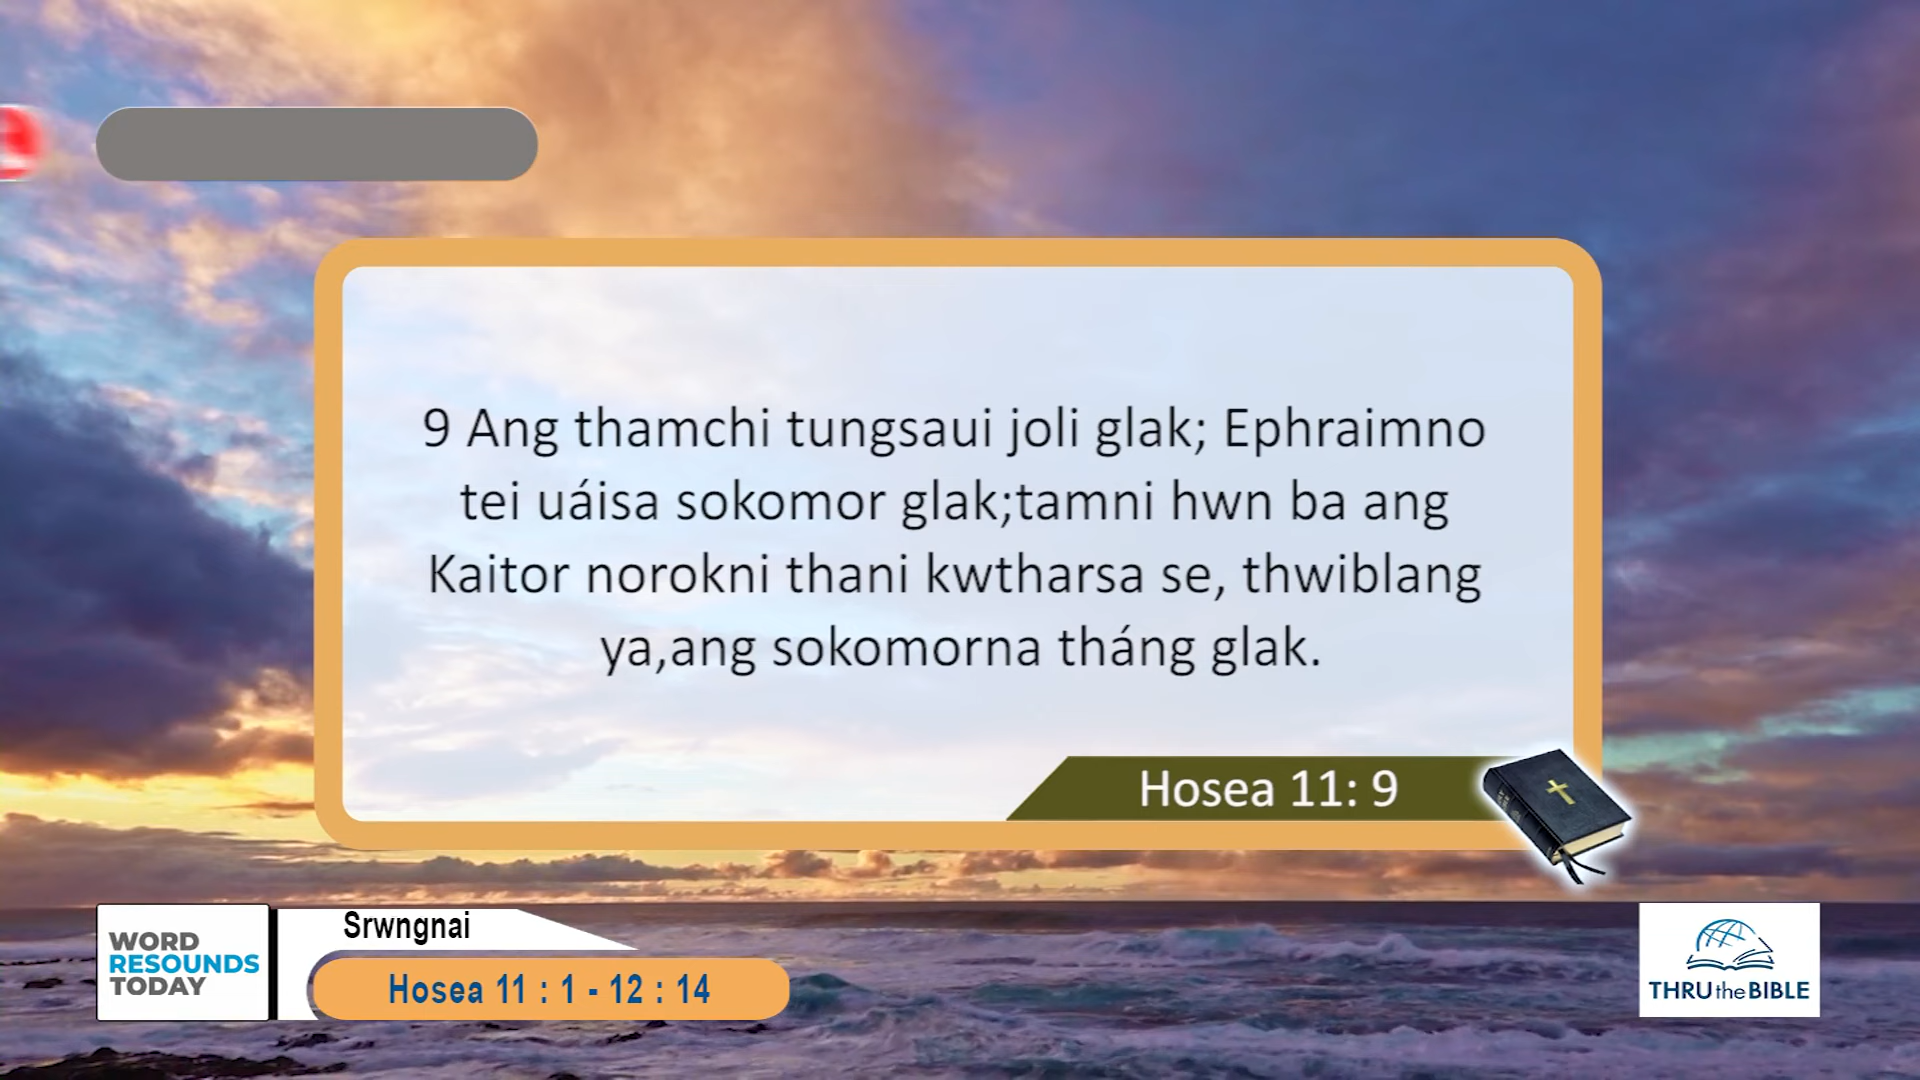 9 Ang thamchi tungsaui joli glak; Ephraimno
tei uáisa sokomor glak;tamni hwn ba ang
Kaitor norokni thani kwtharsa se, thwiblang
ya,ang sokomorna tháng glak.
Hosea 11: 9
Srwngnai
Hosea 11 : 1 - 12 : 14
WORD
RESOUNDS
TODAY
THRU the BIBLE